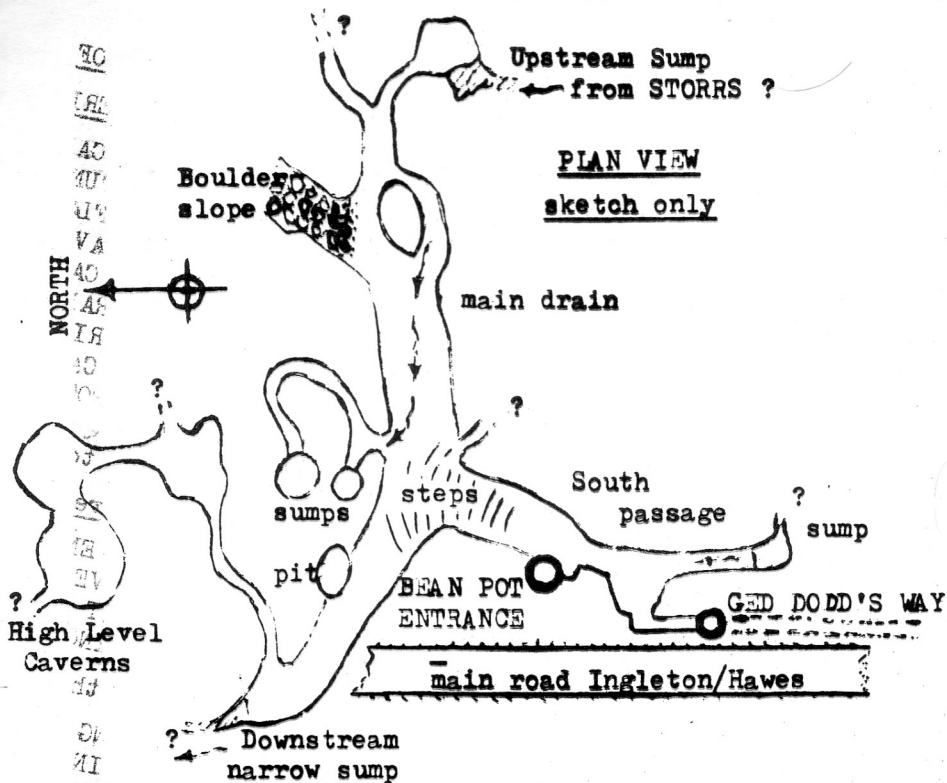 ?
Upstream Sump
from STORRS ?
PLAN VIEW
sketch only
Boulder
slope
NORTH
main drain
?
?
sumps
steps
South
passage
?
sump
pit
BEAN POT
ENTRANCE
GED DODD'S WAY
?
High Level
Caverns
main road Ingleton/Hawes
?
Downstream
narrow sump